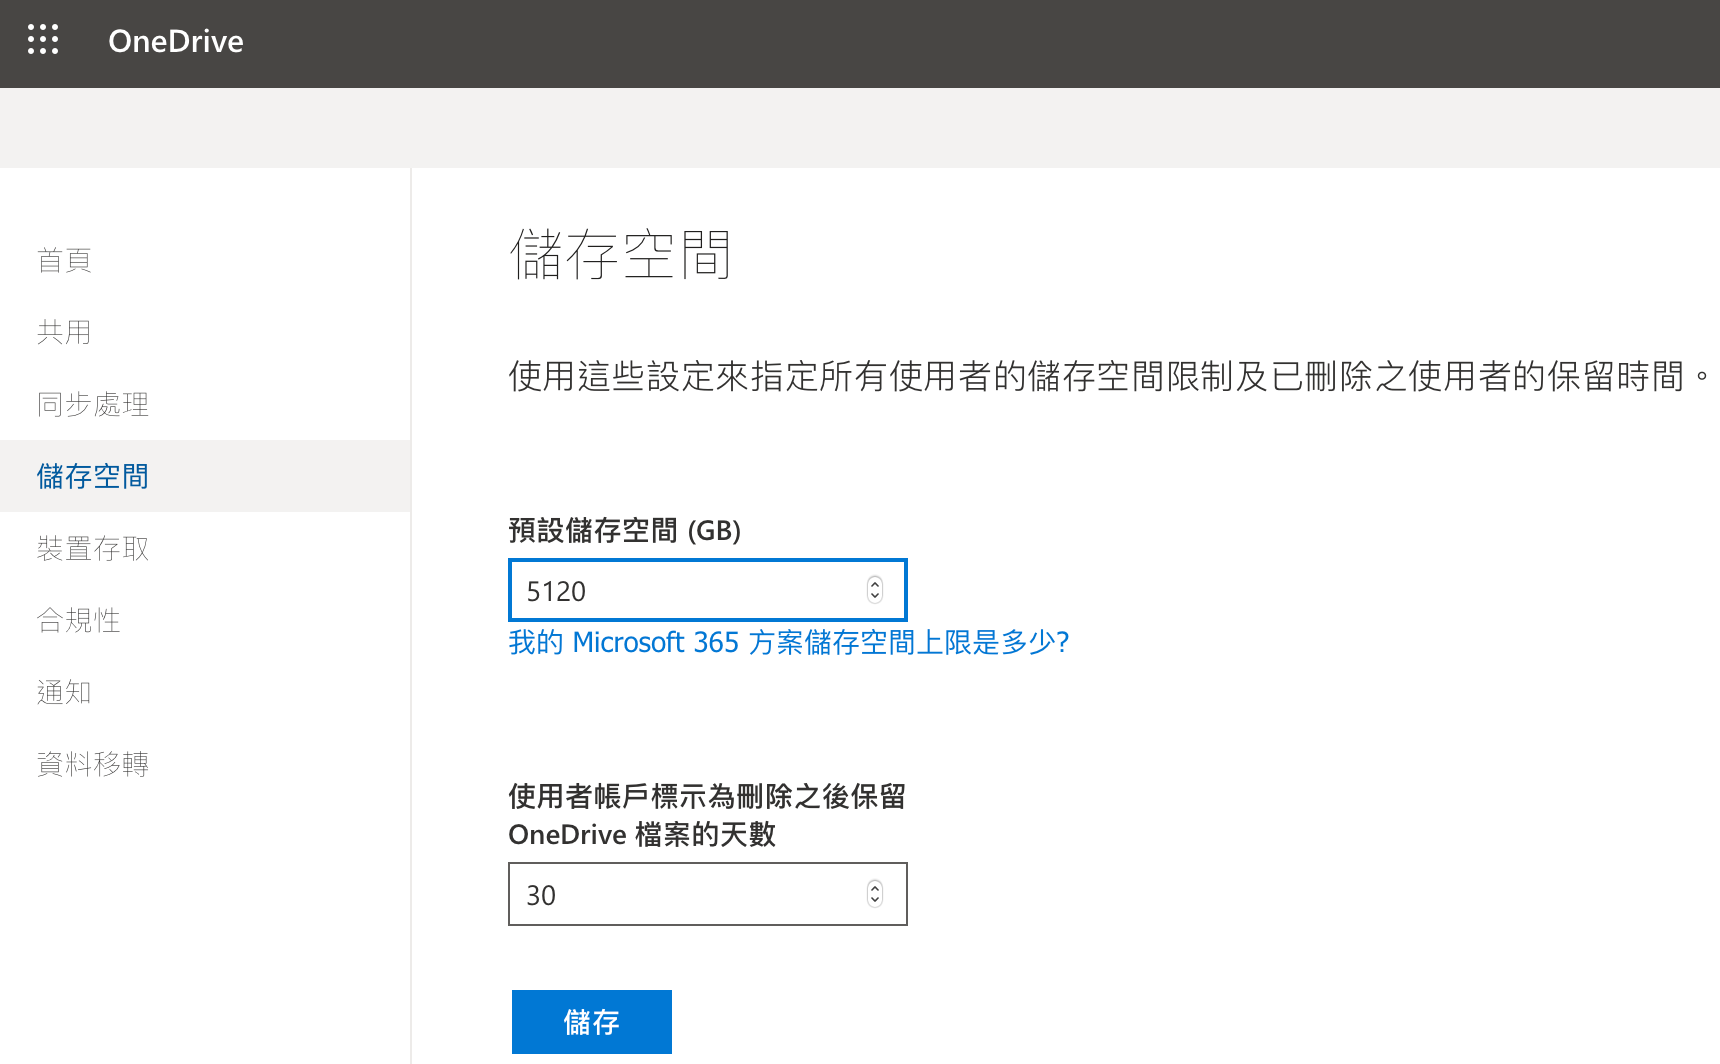 OneDrive
首頁
共用
同步處理
儲存空間
裝置存取
合規性
通知
資料移轉
儲存空間
使用這些設定來指定所有使用者的儲存空間限制及已刪除之使用者的保留時間。
預設儲存空間 (GB)
5120
我的 Microsoft 365 方案儲存空間上限是多少?
使用者帳戶標示為刪除之後保留
OneDrive 檔案的天數
30
儲存